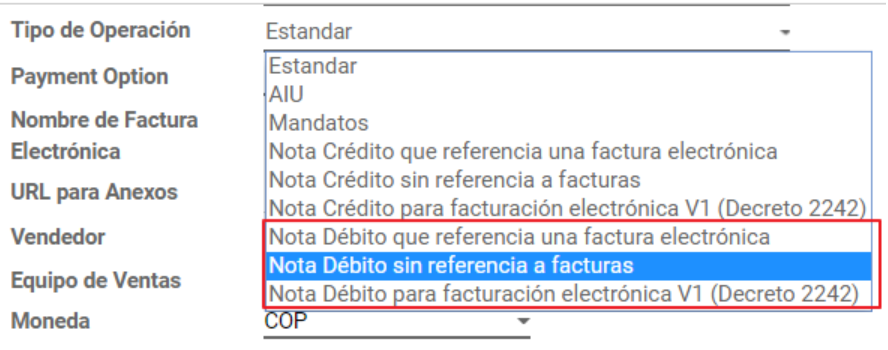 Tipo de Operación
Estandar
Payment Option
Estandar
AIU
Nombre de Factura Electrónica
Mandatos
Nota Crédito que referencia una factura electrónica
URL para Anexos
Nota Crédito sin referencia a facturas
Nota Crédito para facturación electrónica V1 (Decreto 2242)
Vendedor
Nota Débito que referencia una factura electrónica
Nota Débito sin referencia a facturas
Equipo de Ventas
Nota Débito para facturación electrónica V1 (Decreto 2242)
Moneda
COP